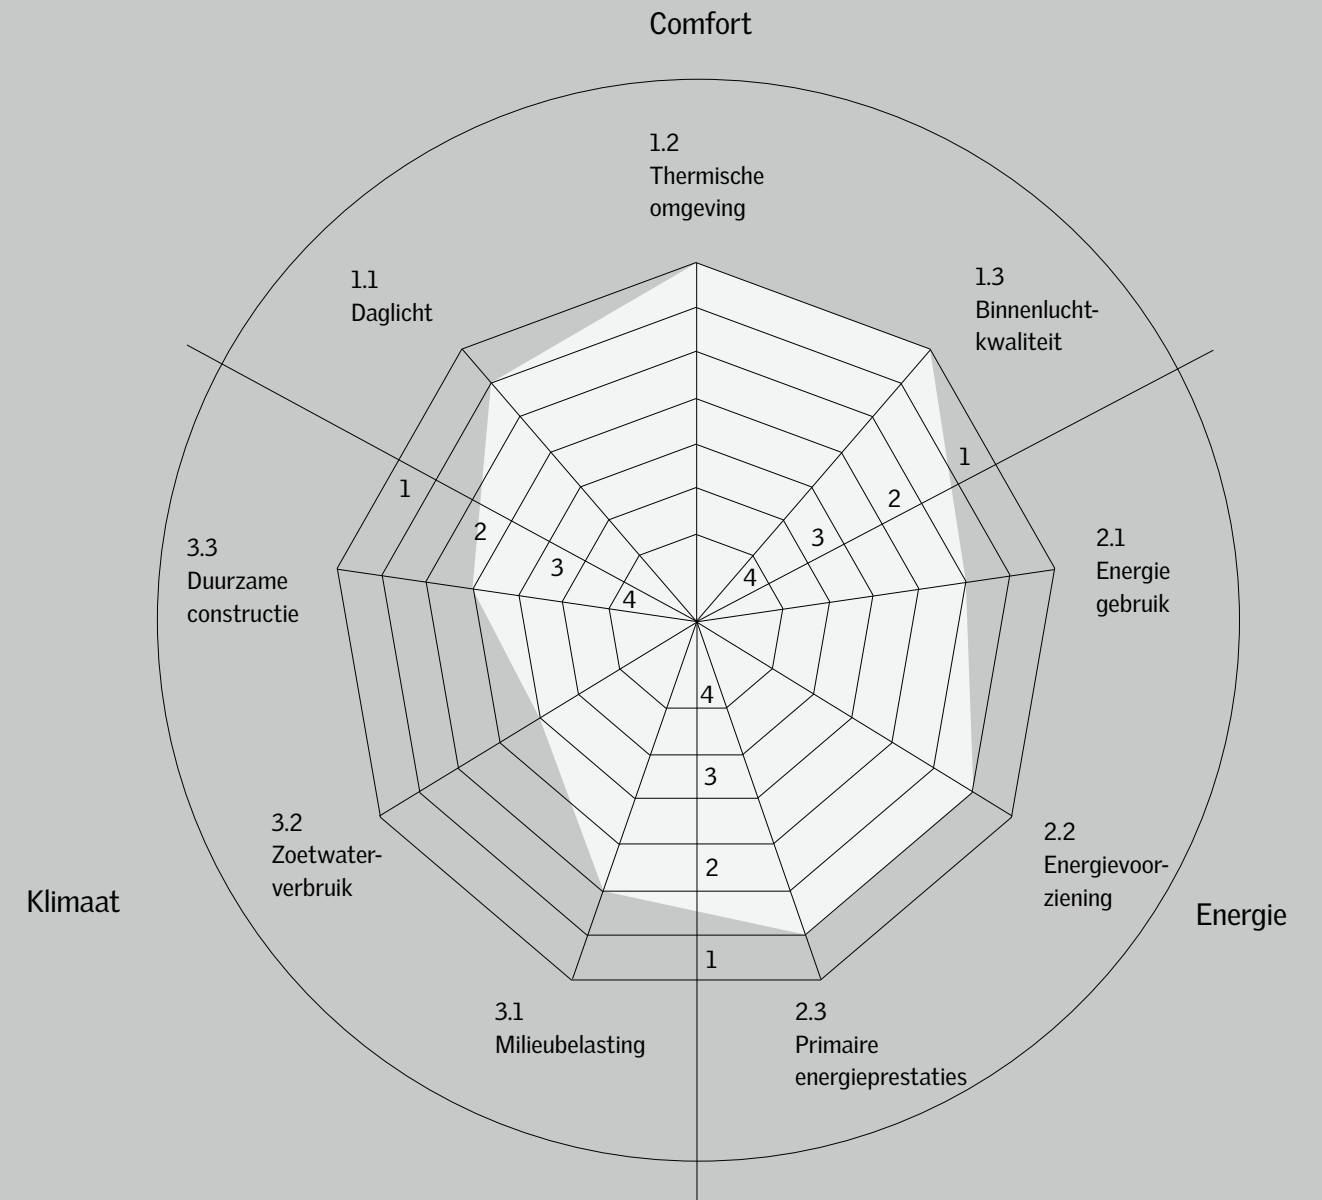 Comfort
1.2
Thermische
omgeving
1.1
Daglicht
1.3
Binnenlucht-
kwaliteit
1
2
3
4
1
2
3
4
3.3
Duurzame
constructie
2.1
Energie
gebruik
4
3
2
1
3.2
Zoetwater-
verbruik
2.2
Energievoor-
ziening
Klimaat
Energie
3.1
Milieubelasting
2.3
Primaire
energieprestaties